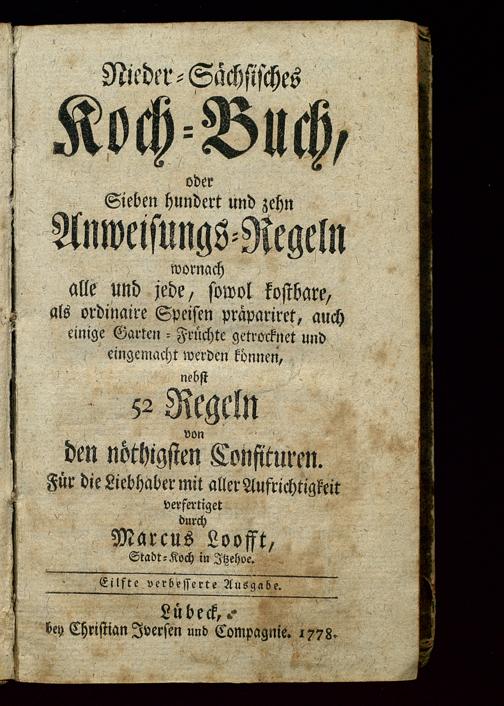 Nieder-Sächsisches
Koch-Buch,
oder
Sieben hundert und zehn
Anweisungs-Regeln
wornach
alle und jede, sowol kostbare,
als ordinaire Speisen präpariret, auch
einige Garten-Früchte getrocknet und
eingemacht werden können,
nebst
52 Regeln
von
den nöthigsten Confituren.
Für die Liebhaber mit aller Aufrichtigkeit
verfertiget
durch
Marcus Loofft,
Stadt-Koch in Itzehoe.
Eilfte verbesserte Ausgabe.
Lübeck,
bey Christian Iversen und Compagnie. 1778.